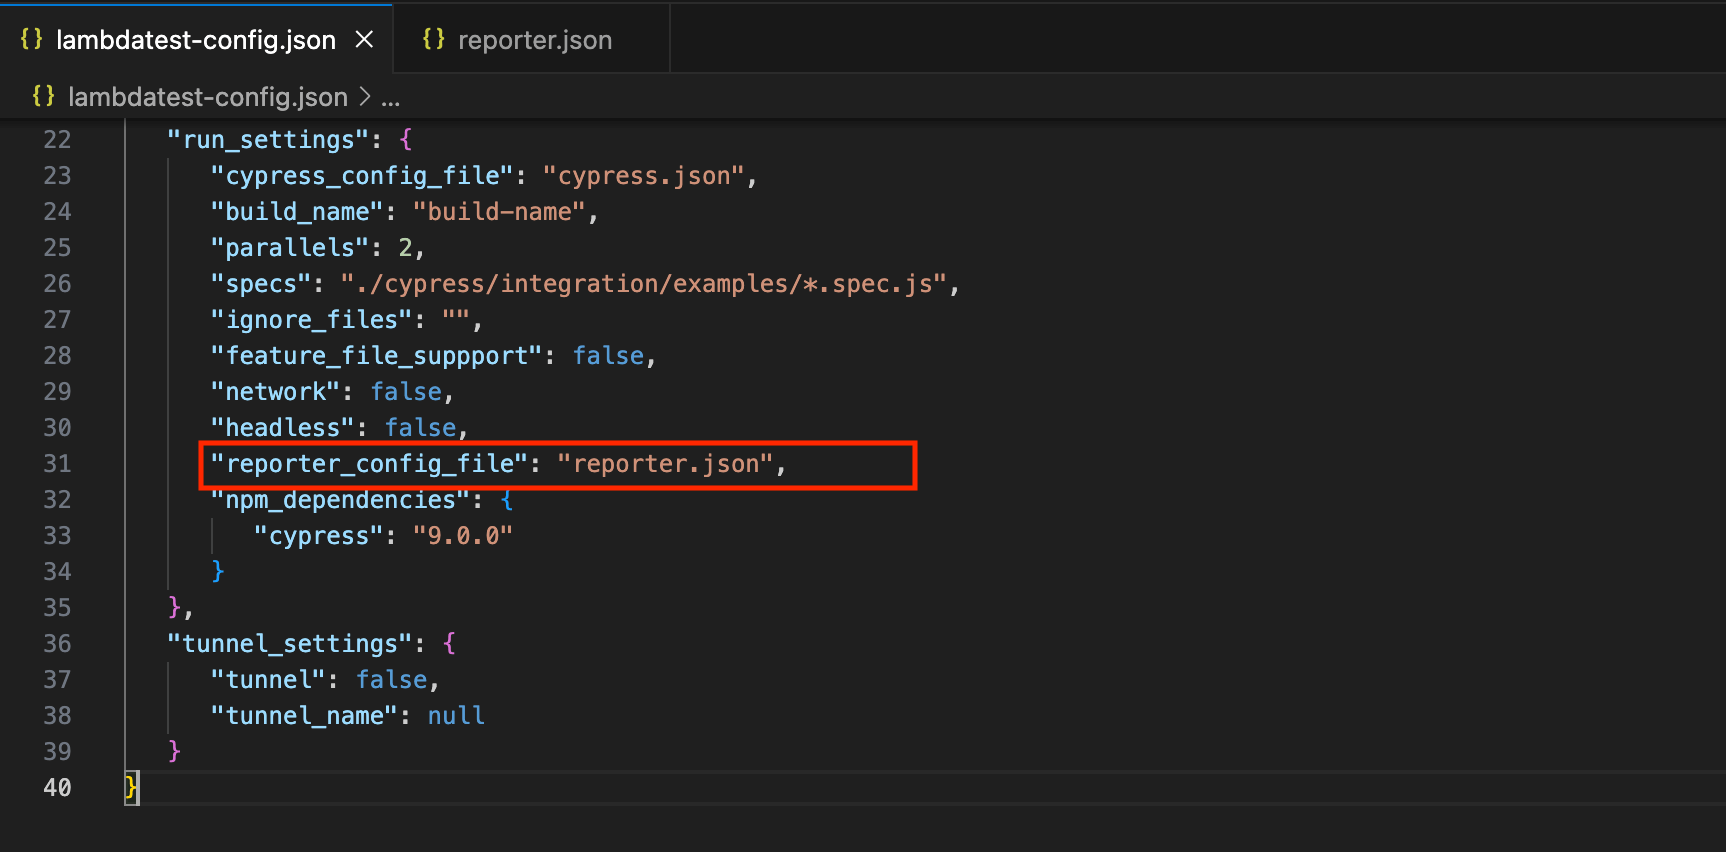 {} lambdatest-config.json × {} reporter.json
{} lambdatest-config.json > ...
22 "run_settings": {
23 "cypress_config_file": "cypress.json",
24 "build_name": "build-name",
25 "parallels": 2,
26 "specs": "./cypress/integration/examples/*.spec.js",
27 "ignore_files": "",
28 "feature_file_suppport": false,
29 "network": false,
30 "headless": false,
31 "reporter_config_file": "reporter.json",
32 "npm_dependencies": {
33 "cypress": "9.0.0"
34 }
35 },
36 "tunnel_settings": {
37 "tunnel": false,
38 "tunnel_name": null
39 }
40 }